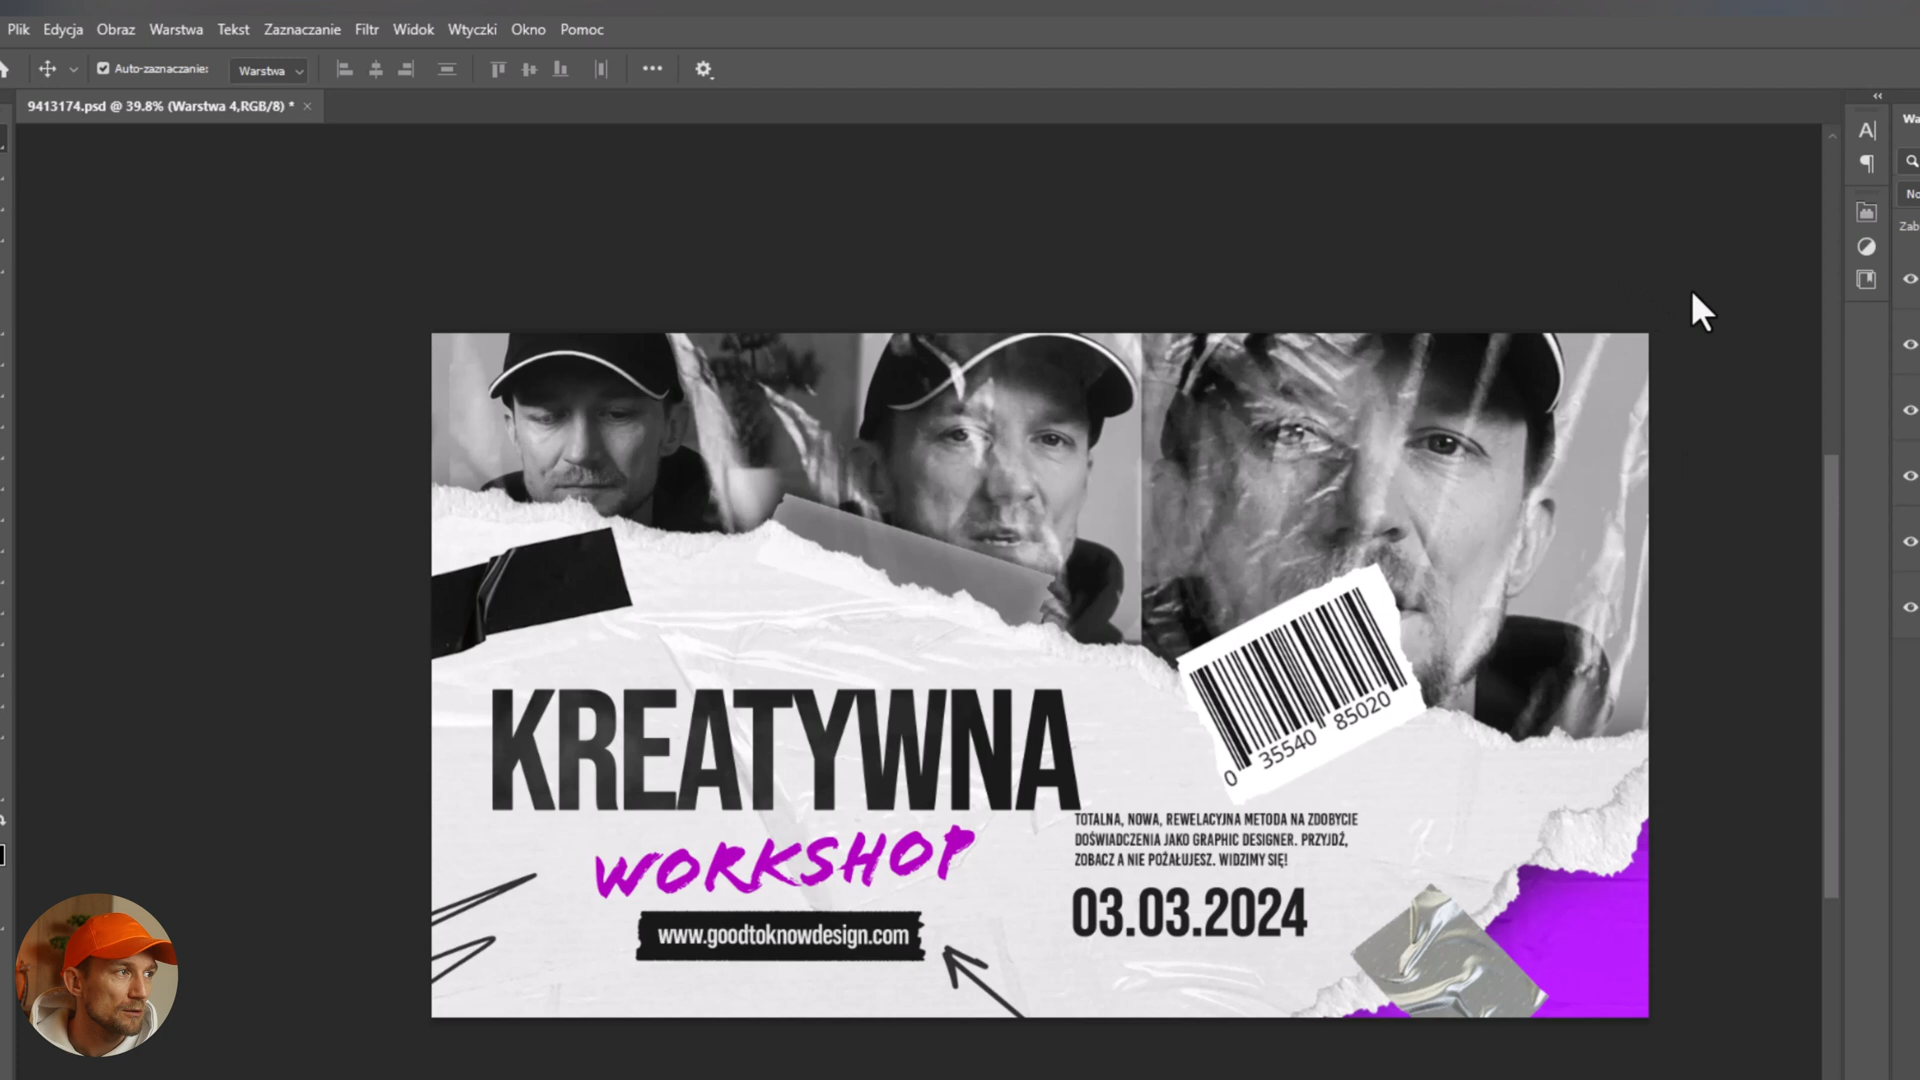 Plik Edycja Obraz Warstwa Tekst Zaznaczanie Filtr Widok Wtyczki Okno Pomoc
Auto-zaznaczanie: Warstwa
9413174.psd @ 39.8% (Warstwa 4,RGB/8) *
KREATYWNA
WORKSHOP
www.goodtoknowdesign.com
0 35540 85020
TOTALNA, NOWA, REWELACYJNA METODA NA ZDOBYCIE
DOŚWIADCZENIA JAKO GRAPHIC DESIGNER. PRZYJDŹ,
ZOBACZ A NIE POŻAŁUJESZ. WIDZIMY SIĘ!
03.03.2024